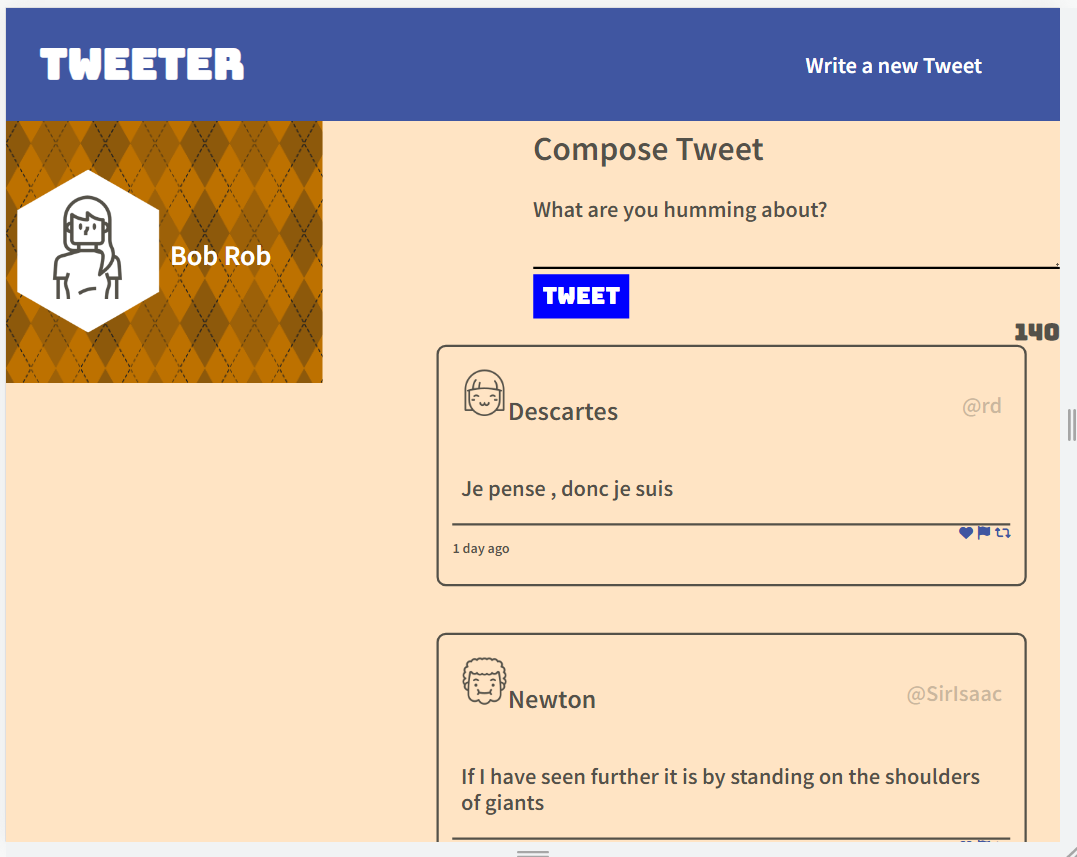 TWEETER
Write a new Tweet
Bob Rob
Compose Tweet
What are you humming about?
TWEET
140
Descartes
@rd
Je pense , donc je suis
1 day ago
Newton
@SirIsaac
If I have seen further it is by standing on the shoulders
of giants